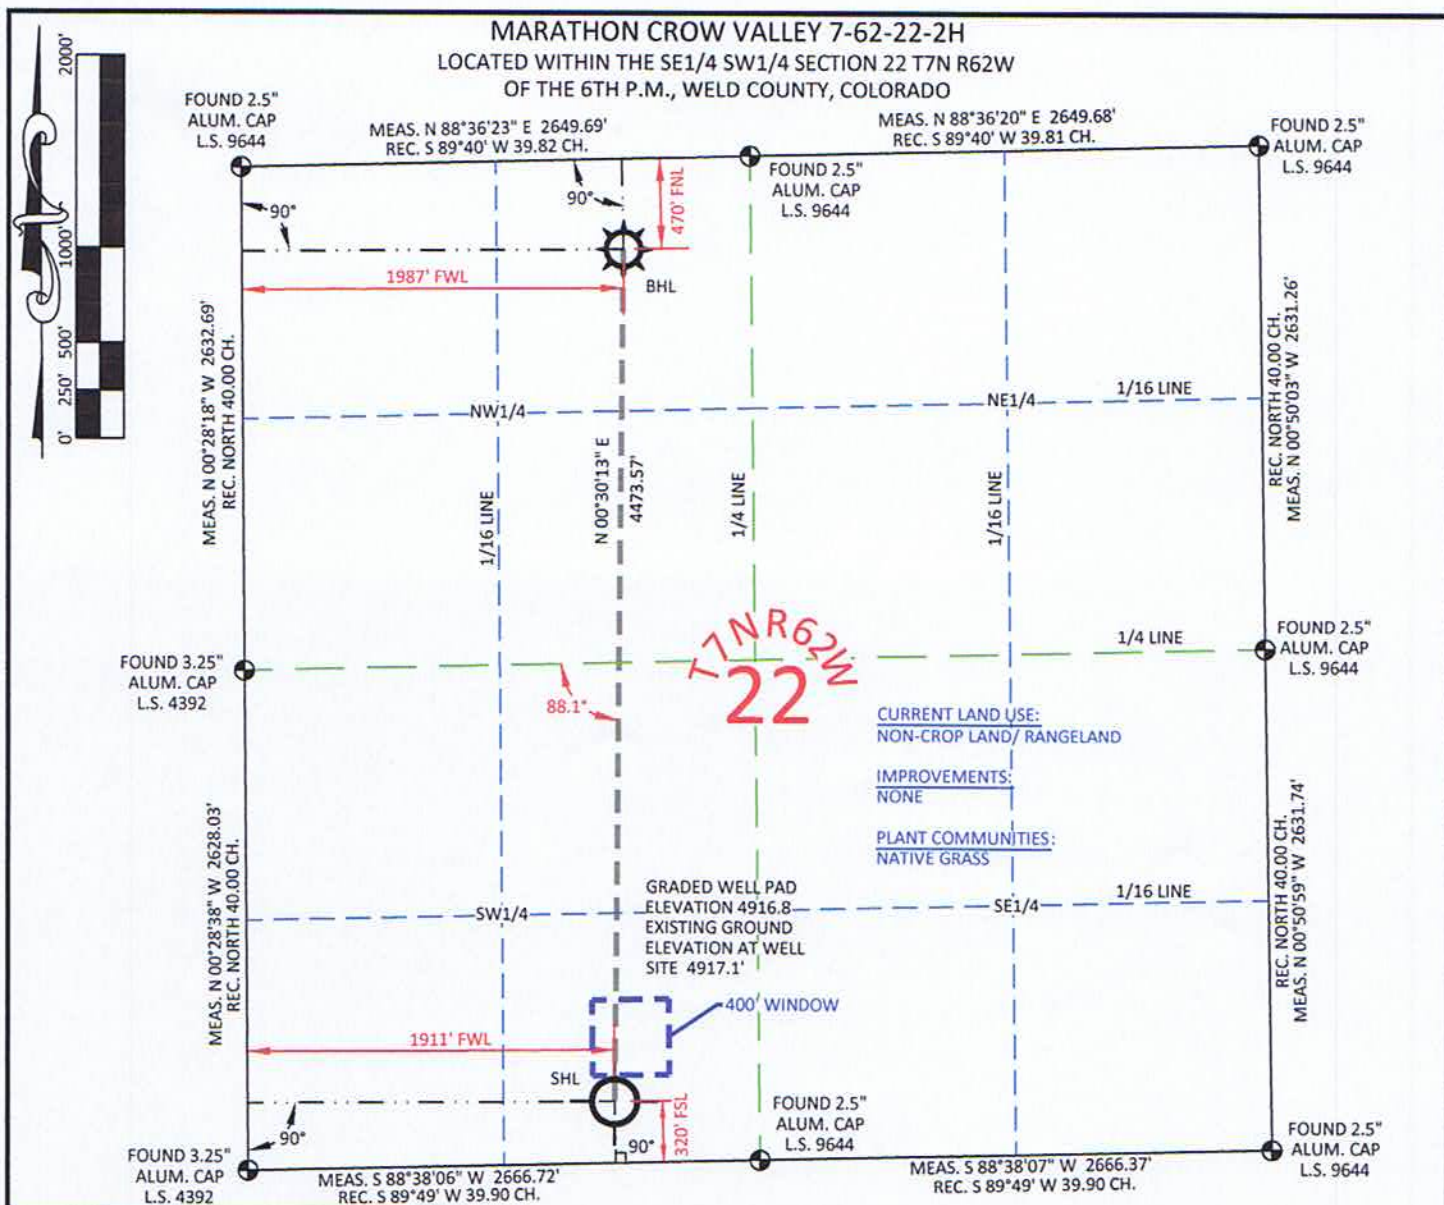 MARATHON CROW VALLEY 7-62-22-2H
LOCATED WITHIN THE SE1/4 SW1/4 SECTION 22 T7N R62W
OF THE 6TH P.M., WELD COUNTY, COLORADO
2000'
1000'
500'
250'
0'
FOUND 2.5"
ALUM. CAP
L.S. 9644
MEAS. N 88°36'23" E 2649.69'
REC. S 89°40' W 39.82 CH.
MEAS. N 88°36'20" E 2649.68'
REC. S 89°40' W 39.81 CH.
FOUND 2.5"
ALUM. CAP
L.S. 9644
FOUND 2.5"
ALUM. CAP
L.S. 9644
90°
90°
470' FNL
1987' FWL
BHL
MEAS. N 00°28'18" W 2632.69'
REC. NORTH 40.00 CH.
REC. NORTH 40.00 CH.
MEAS. N 00°50'03" W 2631.26'
NW1/4
NE1/4
1/16 LINE
1/16 LINE
N 00°30'13" E
4473.57'
1/4 LINE
1/16 LINE
T7NR62W
22
1/4 LINE
FOUND 3.25"
ALUM. CAP
L.S. 4392
FOUND 2.5"
ALUM. CAP
L.S. 9644
88.1°
CURRENT LAND USE:
NON-CROP LAND/ RANGELAND
IMPROVEMENTS:
NONE
PLANT COMMUNITIES:
NATIVE GRASS
MEAS. N 00°28'38" W 2628.03'
REC. NORTH 40.00 CH.
REC. NORTH 40.00 CH.
MEAS. N 00°50'59" W 2631.74'
SW1/4
SE1/4
1/16 LINE
GRADED WELL PAD
ELEVATION 4916.8
EXISTING GROUND
ELEVATION AT WELL
SITE 4917.1'
400' WINDOW
1911' FWL
SHL
320' FSL
90°
90°
FOUND 2.5"
ALUM. CAP
L.S. 9644
FOUND 3.25"
ALUM. CAP
L.S. 4392
MEAS. S 88°38'06" W 2666.72'
REC. S 89°49' W 39.90 CH.
MEAS. S 88°38'07" W 2666.37'
REC. S 89°49' W 39.90 CH.
FOUND 2.5"
ALUM. CAP
L.S. 9644